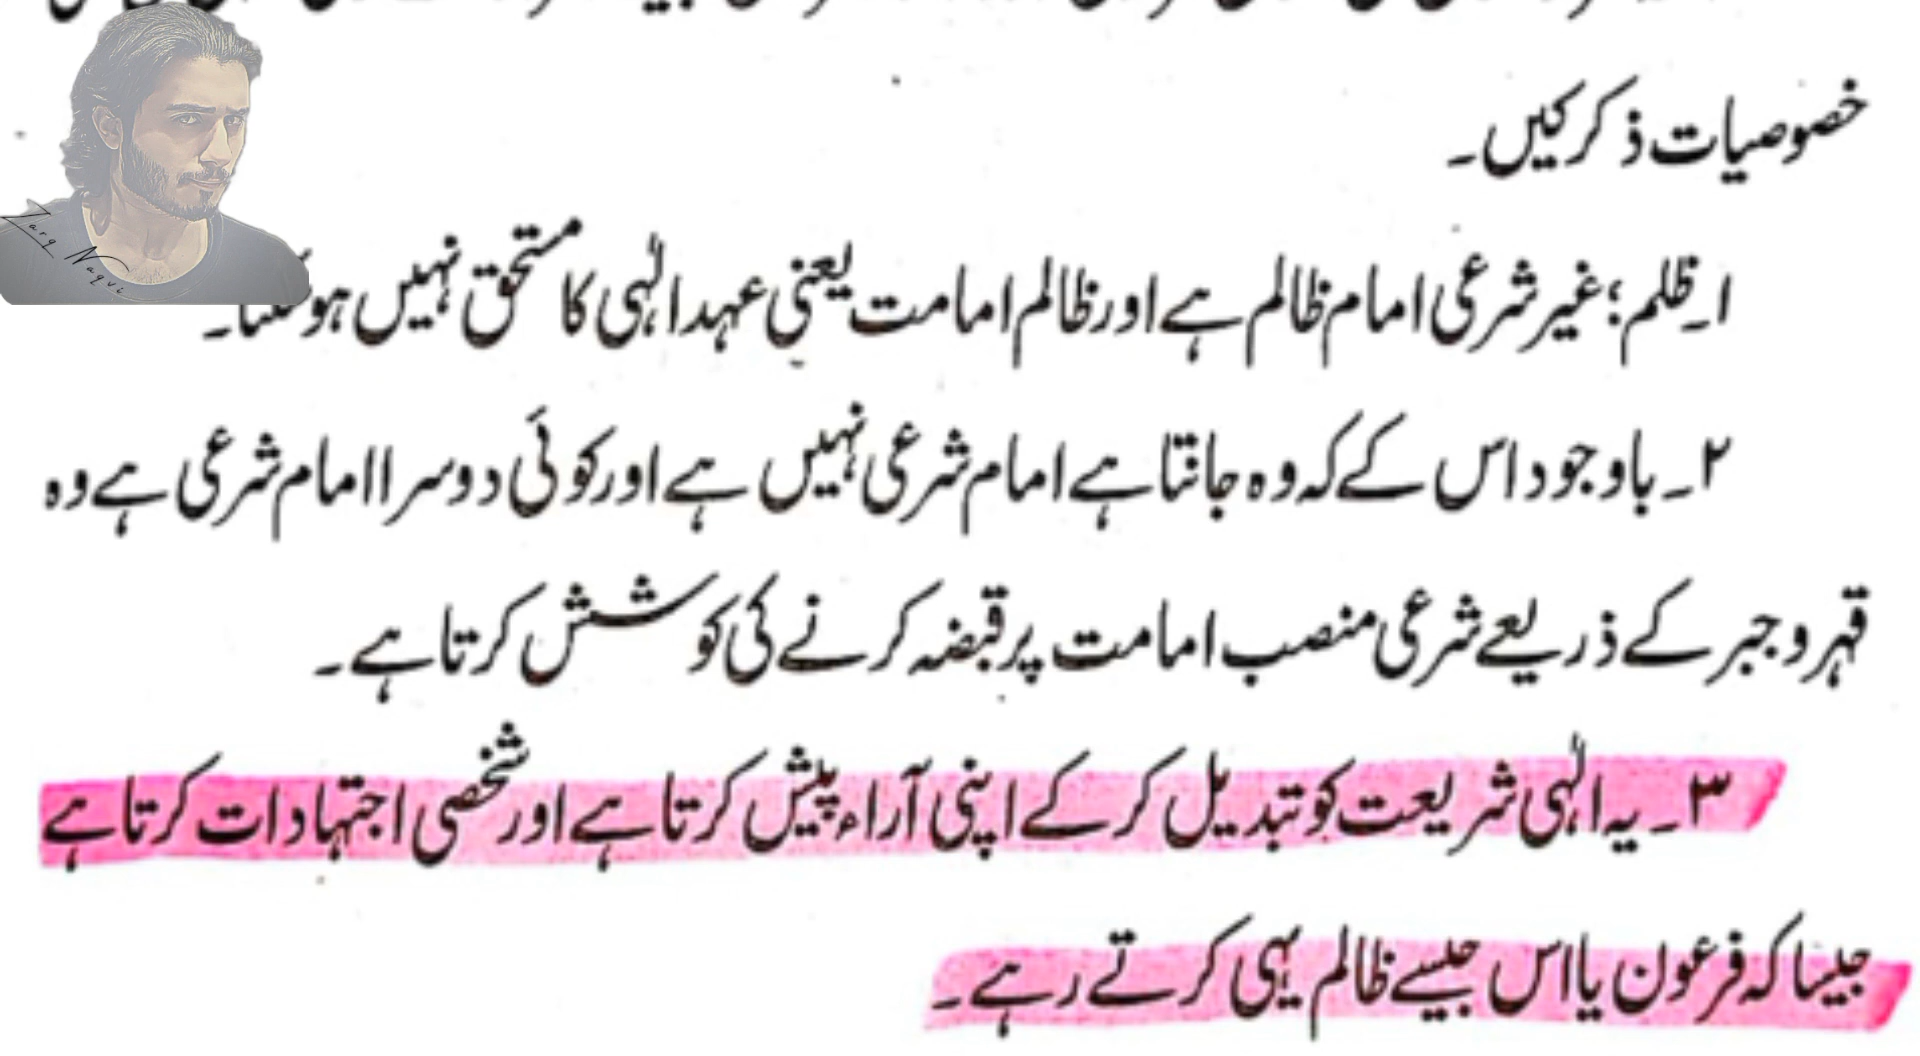 خصوصیات ذکر کیں۔
۱۔ ظلم؛ غیر شرعی امام ظالم ہے اور ظالم امامت یعنی عہد الٰہی کا مستحق نہیں ہو سکتا۔
۲۔ باوجود اس کے کہ وہ جانتا ہے امام شرعی نہیں ہے اور کوئی دوسرا امام شرعی ہے وہ
قہر و جبر کے ذریعے شرعی منصب امامت پر قبضہ کرنے کی کوشش کرتا ہے۔
۳۔ یہ الٰہی شریعت کو تبدیل کر کے اپنی آراء پیش کرتا ہے اور شخصی اجتہادات کرتا ہے
جیسا کہ فرعون یا اس جیسے ظالم یہی کرتے رہے۔
Zarq Naqvi